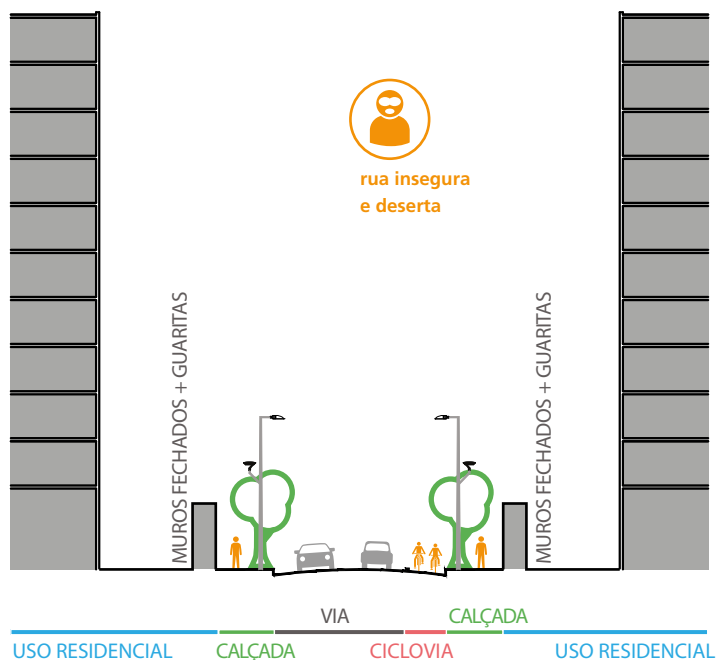 rua insegura
e deserta
MUROS FECHADOS + GUARITAS
MUROS FECHADOS + GUARITAS
VIA
CALÇADA
USO RESIDENCIAL
CALÇADA
CICLOVIA
USO RESIDENCIAL